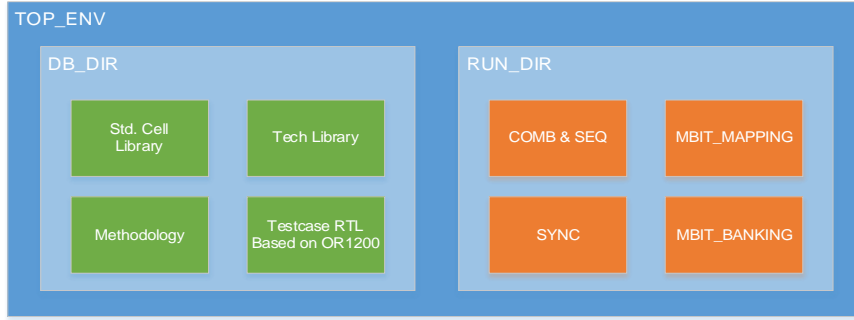 TOP_ENV
DB_DIR
Std. Cell
Library
Tech Library
Methodology
Testcase RTL
Based on OR1200
RUN_DIR
COMB & SEQ
MBIT_MAPPING
SYNC
MBIT_BANKING